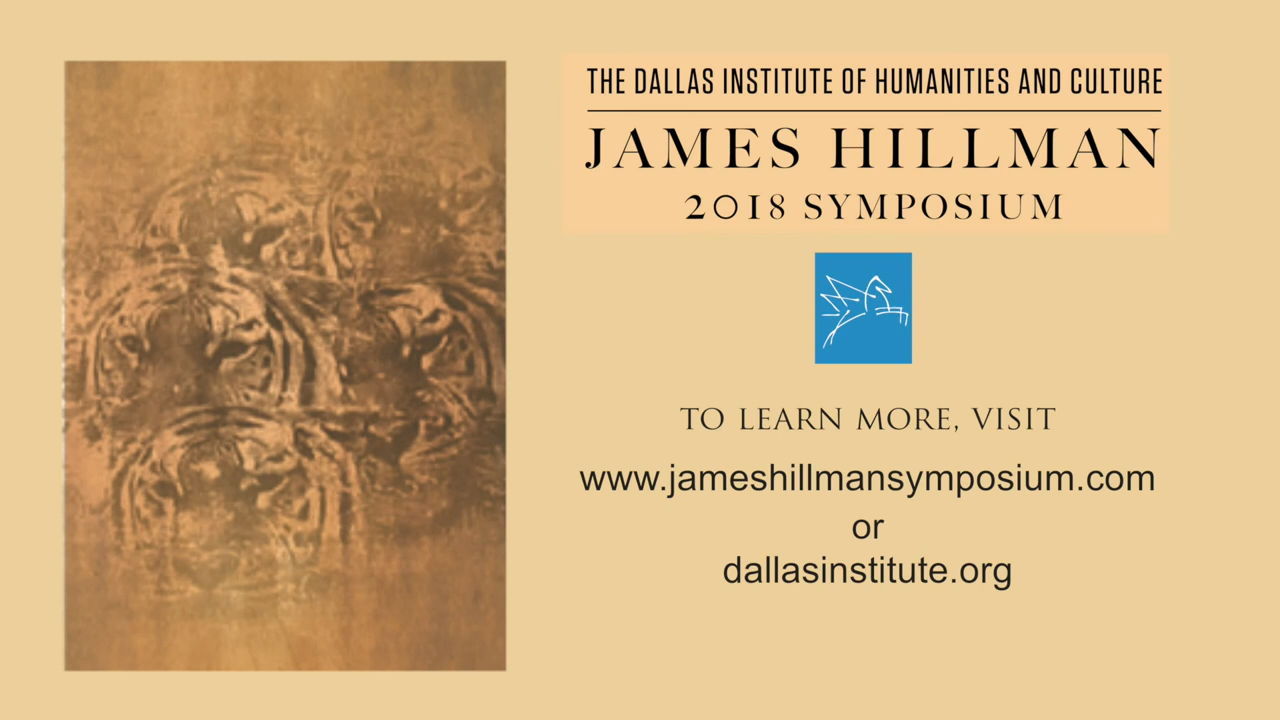 THE DALLAS INSTITUTE OF HUMANITIES AND CULTURE
JAMES HILLMAN
2018 SYMPOSIUM
TO LEARN MORE, VISIT
www.jameshillmansymposium.com
or
dallasinstitute.org